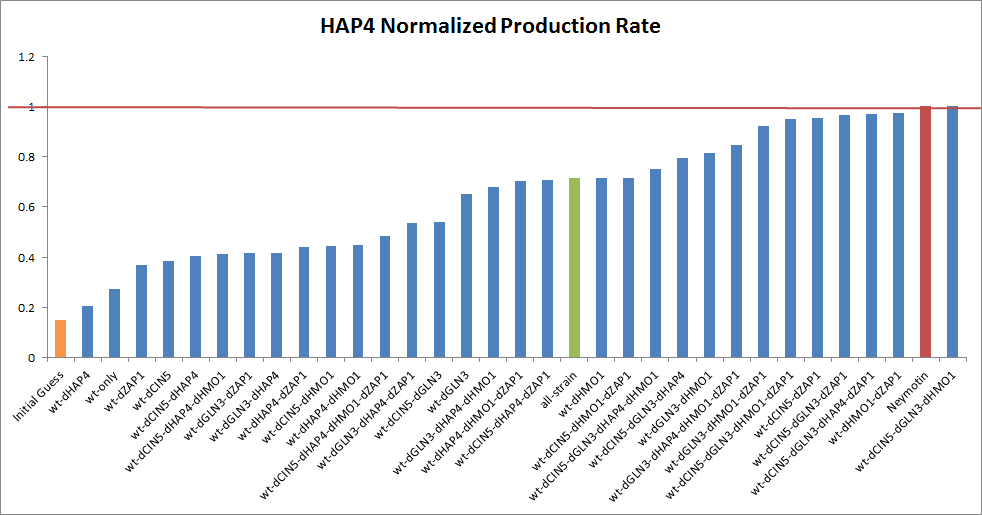 HAP4 Normalized Production Rate
1.2
1
0.8
0.6
0.4
0.2
0
Initial Guess
wt-dHAP4
wt-only
wt-dZAP1
wt-dCIN5
wt-dCIN5-dHAP4
wt-dCIN5-dHAP4-dHMO1
wt-dGLN3-dZAP1
wt-dGLN3-dHAP4
wt-dHAP4-dZAP1
wt-dCIN5-dHMO1
wt-dHAP4-dHMO1
wt-dCIN5-dHAP4-dHMO1-dZAP1
wt-dGLN3-dHAP4-dZAP1
wt-dCIN5-dGLN3
wt-dGLN3
wt-dGLN3-dHAP4-dHMO1
wt-dHAP4-dHMO1-dZAP1
wt-dCIN5-dHAP4-dZAP1
all-strain
wt-dHMO1
wt-dCIN5-dHMO1-dZAP1
wt-dCIN5-dGLN3-dHAP4-dHMO1
wt-dCIN5-dGLN3-dHAP4
wt-dGLN3-dHMO1
wt-dGLN3-dHAP4-dHMO1-dZAP1
wt-dGLN3-dHMO1-dZAP1
wt-dCIN5-dGLN3-dHMO1-dZAP1
wt-dCIN5-dZAP1
wt-dCIN5-dGLN3-dZAP1
wt-dCIN5-dGLN3-dHAP4-dZAP1
wt-dHMO1-dZAP1
Neymotin
wt-dCIN5-dGLN3-dHMO1